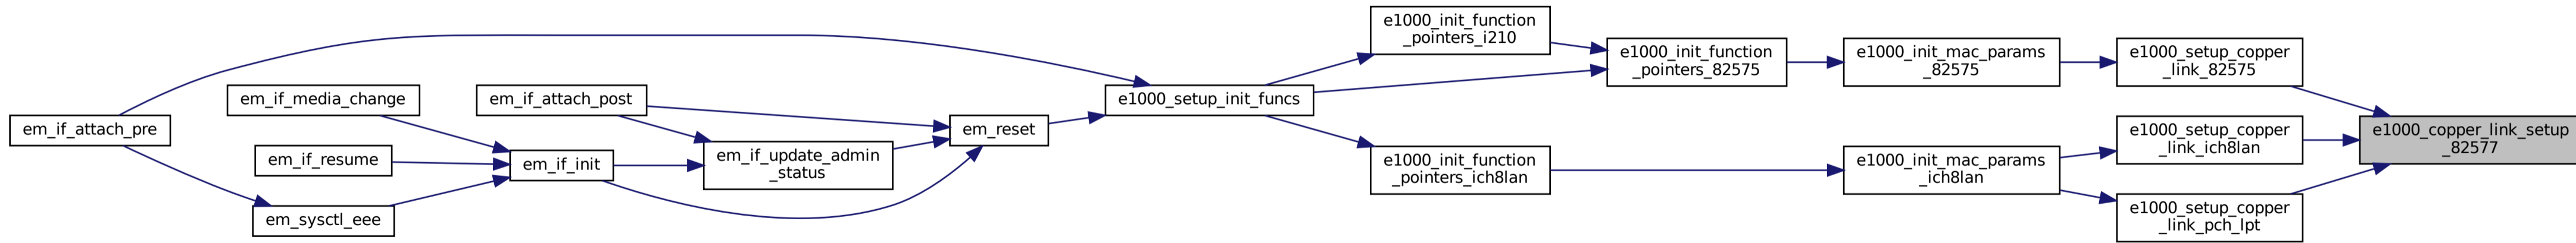 em_if_attach_pre
em_if_media_change
em_if_resume
em_sysctl_eee
em_if_attach_post
em_if_init
em_if_update_admin
_status
em_reset
e1000_setup_init_funcs
e1000_init_function
_pointers_i210
e1000_init_function
_pointers_ich8lan
e1000_init_function
_pointers_82575
e1000_init_mac_params
_82575
e1000_init_mac_params
_ich8lan
e1000_setup_copper
_link_82575
e1000_setup_copper
_link_ich8lan
e1000_setup_copper
_link_pch_lpt
e1000_copper_link_setup
_82577